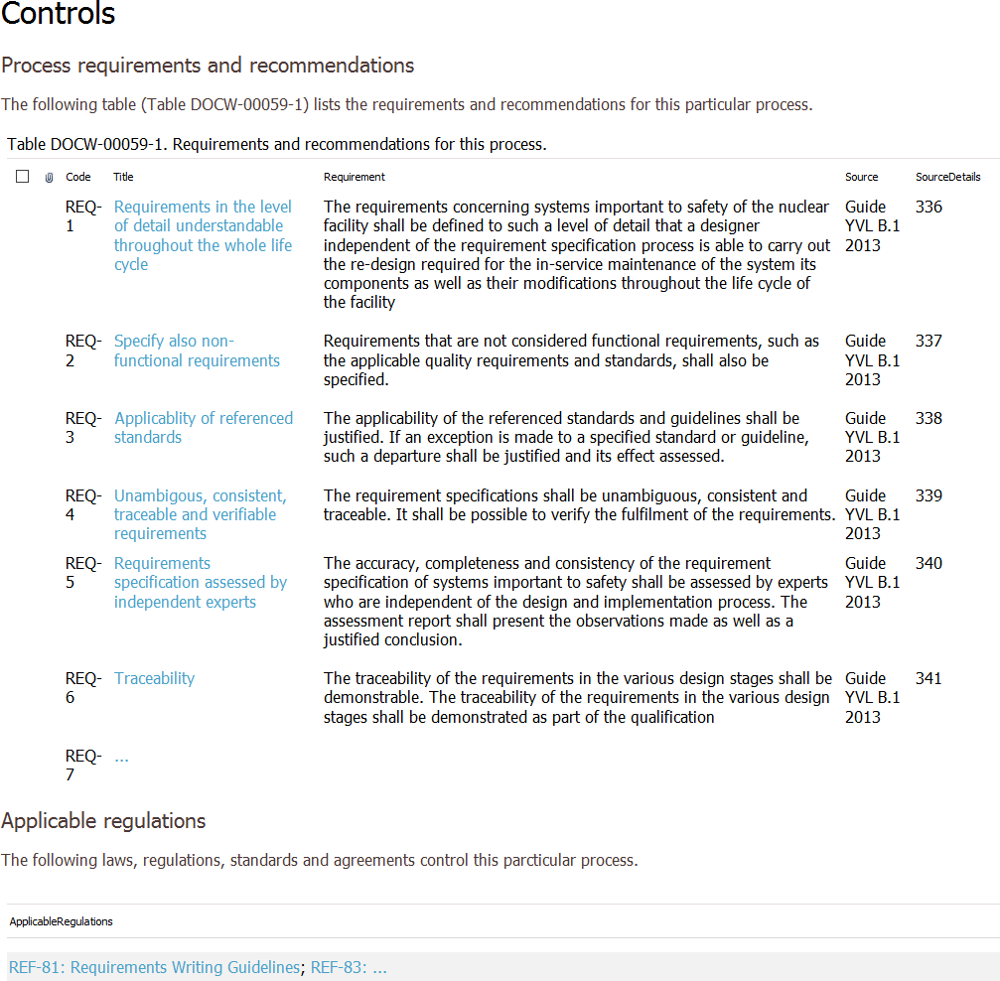 Controls
Process requirements and recommendations
The following table (Table DOCW-00059-1) lists the requirements and recommendations for this particular process.
Table DOCW-00059-1. Requirements and recommendations for this process.
Code Title Requirement Source SourceDetails
REQ- Requirements in the level The requirements concerning systems important to safety of the nuclear Guide 336
1 of detail understandable facility shall be defined to such a level of detail that a designer YVL B.1
throughout the whole life independent of the requirement specification process is able to carry out 2013
cycle the re-design required for the in-service maintenance of the system its
components as well as their modifications throughout the life cycle of
the facility
REQ- Specify also non- Requirements that are not considered functional requirements, such as Guide 337
2 functional requirements the applicable quality requirements and standards, shall also be YVL B.1
specified. 2013
REQ- Applicablity of referenced The applicability of the referenced standards and guidelines shall be Guide 338
3 standards justified. If an exception is made to a specified standard or guideline, YVL B.1
such a departure shall be justified and its effect assessed. 2013
REQ- Unambigous, consistent, The requirement specifications shall be unambiguous, consistent and Guide 339
4 traceable and verifiable traceable. It shall be possible to verify the fulfilment of the requirements. YVL B.1
requirements 2013
REQ- Requirements The accuracy, completeness and consistency of the requirement Guide 340
5 specification assessed by specification of systems important to safety shall be assessed by experts YVL B.1
independent experts who are independent of the design and implementation process. The 2013
assessment report shall present the observations made as well as a
justified conclusion.
REQ- Traceability The traceability of the requirements in the various design stages shall be Guide 341
6 demonstrable. The traceability of the requirements in the various design YVL B.1
stages shall be demonstrated as part of the qualification 2013
REQ- ...
7
Applicable regulations
The following laws, regulations, standards and agreements control this parcticular process.
ApplicableRegulations
REF-81: Requirements Writing Guidelines; REF-83: ...